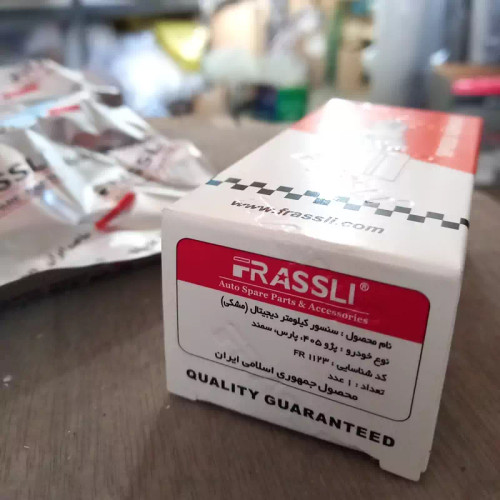 www.frassli.com
FRASSLI®
Auto Spare Parts & Accessories
نام محصول : سنسور کیلومتر دیجیتال (مشکی)
نوع خودرو : پژو ۴۰۵، پارس، سمند
کد شناسایی : FR ۱۱۲۳
تعداد : ۱ عدد
محصول جمهوری اسلامی ایران
QUALITY GUARANTEED